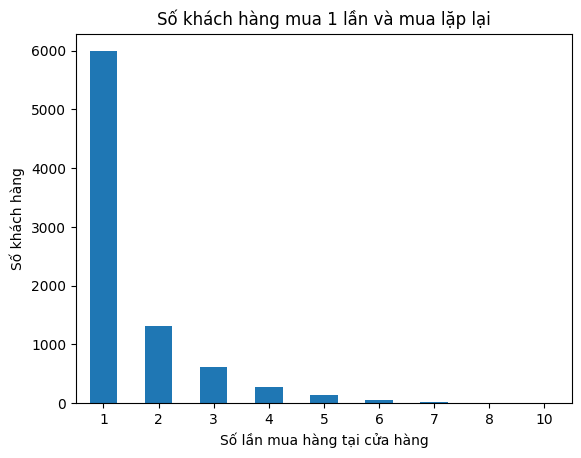 Số khách hàng mua 1 lần và mua lặp lại
6000
5000
4000
3000
2000
1000
0
Số khách hàng
1 2 3 4 5 6 7 8 10
Số lần mua hàng tại cửa hàng